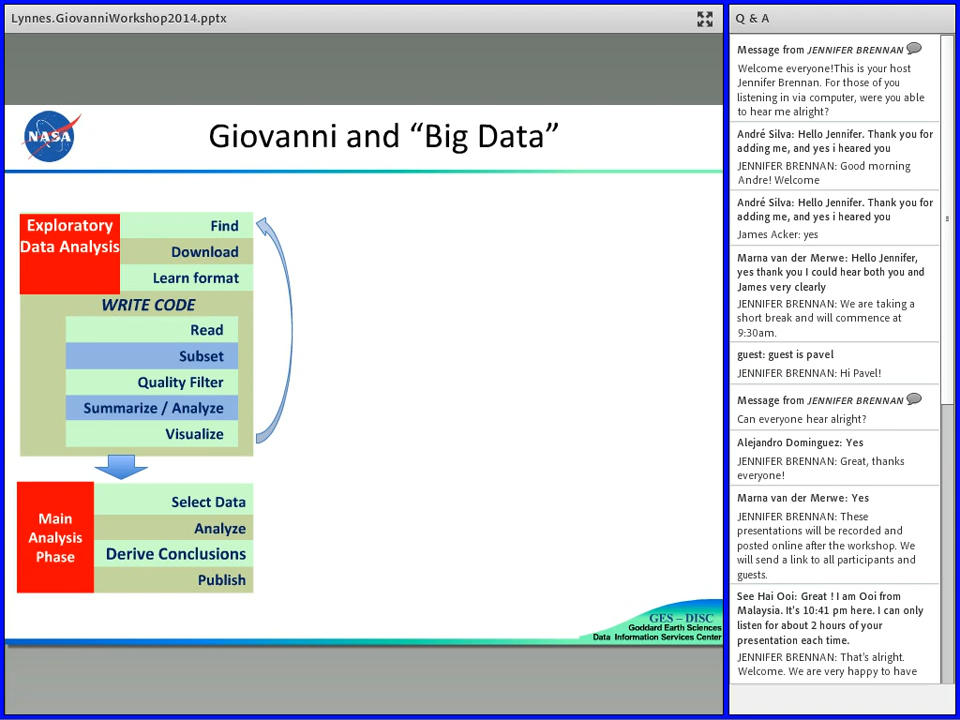 Lynnes.GiovanniWorkshop2014.pptx
NASA
Giovanni and “Big Data”
Exploratory
Data Analysis
Find
Download
Learn format
WRITE CODE
Read
Subset
Quality Filter
Summarize / Analyze
Visualize
Main
Analysis
Phase
Select Data
Analyze
Derive Conclusions
Publish
GES – DISC
Goddard Earth Sciences
Data Information Services Center
Q & A
Message from JENNIFER BRENNAN
Welcome everyone!This is your host
Jennifer Brennan. For those of you
listening in via computer, were you able
to hear me alright?
André Silva: Hello Jennifer. Thank you for
adding me, and yes i heared you
JENNIFER BRENNAN: Good morning
Andre! Welcome
André Silva: Hello Jennifer. Thank you for
adding me, and yes i heared you
James Acker: yes
Marna van der Merwe: Hello Jennifer,
yes thank you I could hear both you and
James very clearly
JENNIFER BRENNAN: We are taking a
short break and will commence at
9:30am.
guest: guest is pavel
JENNIFER BRENNAN: Hi Pavel!
Message from JENNIFER BRENNAN
Can everyone hear alright?
Alejandro Dominguez: Yes
JENNIFER BRENNAN: Great, thanks
everyone!
Marna van der Merwe: Yes
JENNIFER BRENNAN: These
presentations will be recorded and
posted online after the workshop. We
will send a link to all participants and
guests.
See Hai Ooi: Great ! I am Ooi from
Malaysia. It's 10:41 pm here. I can only
listen for about 2 hours of your
presentation each time.
JENNIFER BRENNAN: That's alright.
Welcome. We are very happy to have